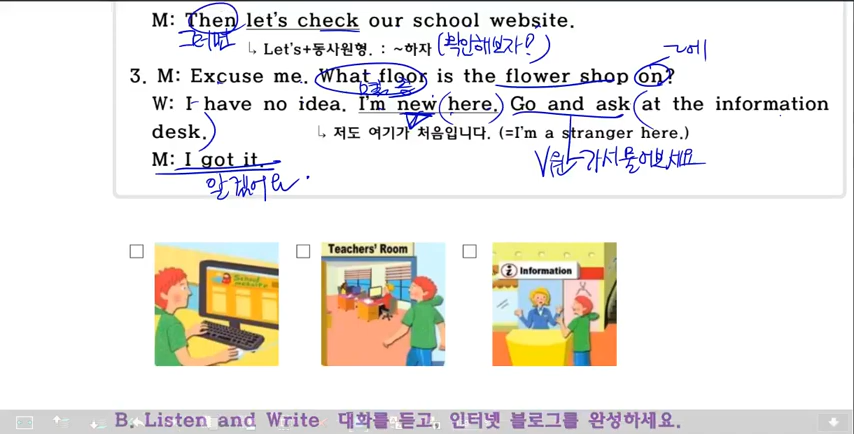 M: Then let's check our school website.
그러면
↳ Let's+동사원형. : ~하자 (확인해보자?)
~에
3. M: Excuse me. What floor is the flower shop on?
몇 층
W: I have no idea. I'm new here. Go and ask at the information
desk.
↳ 저도 여기가 처음입니다. (=I'm a stranger here.)
M: I got it.
가서 물어보세요
알겠어요.
School
website
Teachers' Room
i Information
B. Listen and Write 대화를 듣고, 인터넷 블로그를 완성하세요.